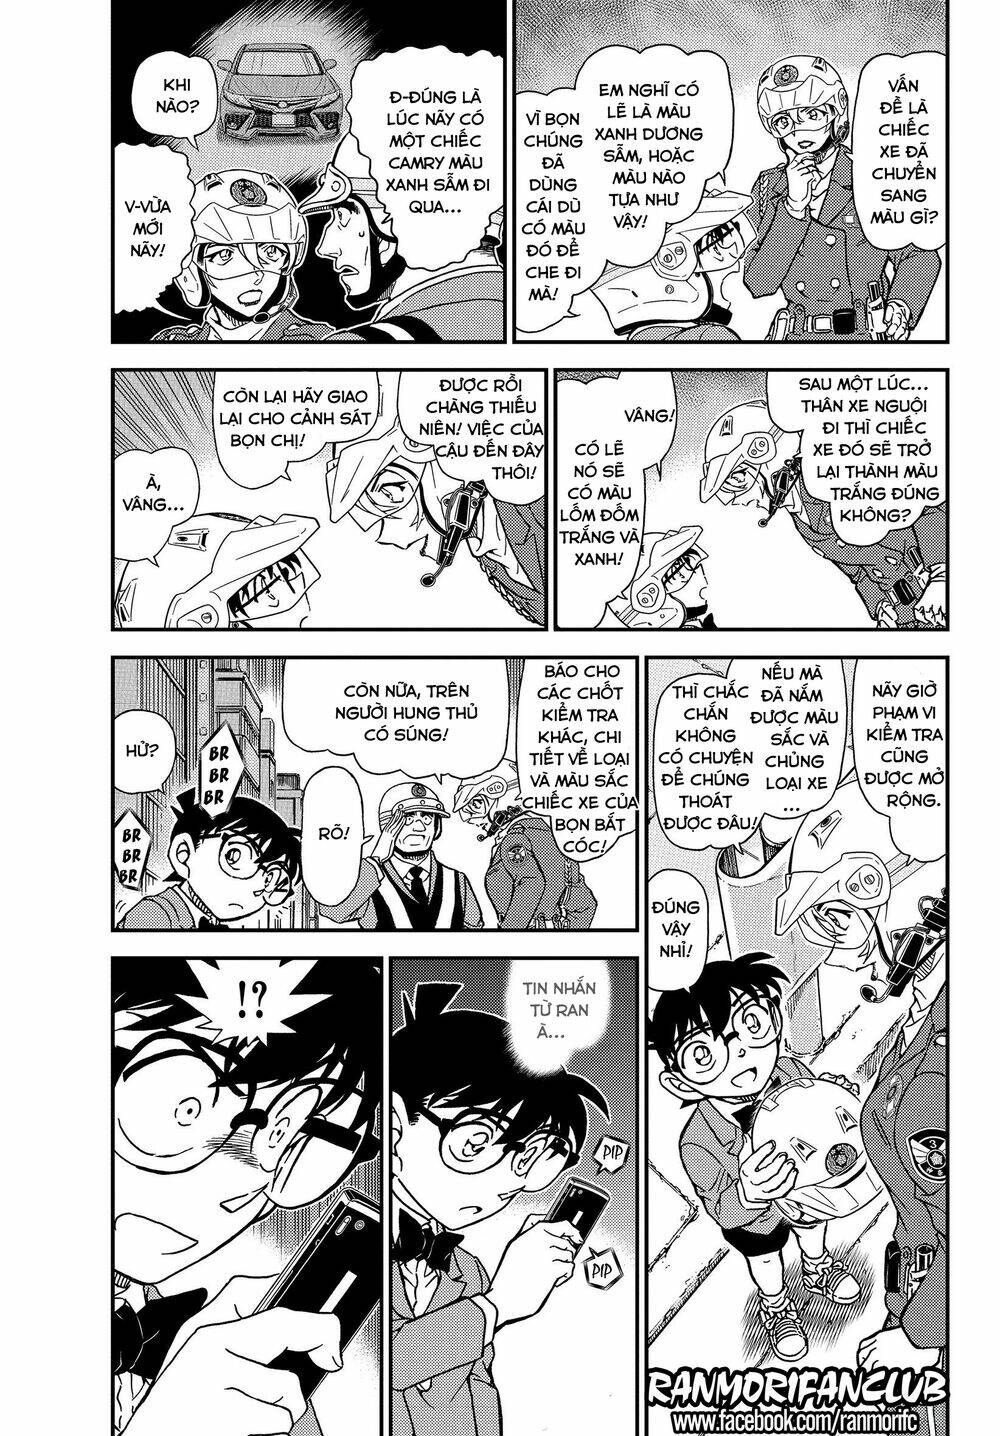 VẤN
ĐỀ LÀ
CHIẾC
XE ĐÃ
CHUYỂN
SANG
MÀU GÌ?
EM NGHĨ CÓ
LẼ LÀ MÀU
XANH DƯƠNG
SẪM, HOẶC
MÀU NÀO
TỰA NHƯ
VẬY!
VÌ BỌN
CHÚNG
ĐÃ
DÙNG
CÁI DÙ
CÓ MÀU
ĐÓ ĐỂ
CHE ĐI
MÀ!
Đ-ĐÚNG LÀ
LÚC NÃY CÓ
MỘT CHIẾC
CAMRY MÀU
XANH SẪM ĐI
QUA...
KHI
NÀO?
V-VỪA
MỚI
NÃY!
SAU MỘT LÚC...
THÂN XE NGUỘI
ĐI THÌ CHIẾC
XE ĐÓ SẼ TRỞ
LẠI THÀNH MÀU
TRẮNG ĐÚNG
KHÔNG?
VÂNG!
CÓ LẼ
NÓ SẼ
CÓ MÀU
LỐM ĐỐM
TRẮNG VÀ
XANH!
ĐƯỢC RỒI
CHÀNG THIẾU
NIÊN! VIỆC CỦA
CẬU ĐẾN ĐÂY
THÔI!
CÒN LẠI HÃY GIAO
LẠI CHO CẢNH SÁT
BỌN CHỊ!
À,
VÂNG...
NÃY GIỜ
PHẠM VI
KIỂM TRA
CŨNG
ĐƯỢC MỞ
RỘNG.
NẾU MÀ
ĐÃ NẮM
ĐƯỢC MÀU
SẮC VÀ
CHỦNG
LOẠI XE
...
THÌ CHẮC
CHẮN
KHÔNG
CÓ CHUYỆN
ĐỂ CHÚNG
THOÁT
ĐƯỢC ĐÂU!
ĐÚNG
VẬY
NHỈ!
BÁO CHO
CÁC CHỐT
KIỂM TRA
KHÁC, CHI
TIẾT VỀ LOẠI
VÀ MÀU SẮC
CHIẾC XE CỦA
BỌN BẮT
CÓC!
CÒN NỮA, TRÊN
NGƯỜI HUNG THỦ
CÓ SÚNG!
RÕ!
BR
BR
BR
HỬ?
BR
BR
BR
TIN NHẮN
TỪ RAN
À...
PIP
PIP
!?
3
RANMORIFANCLUB
www.facebook.com/ranmorifc